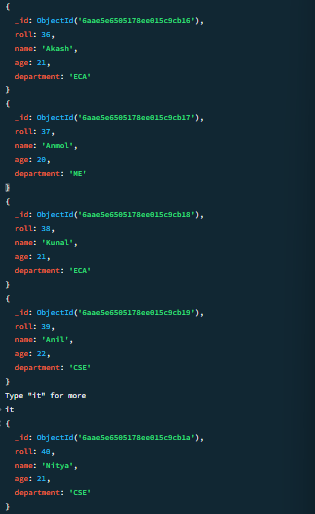 {
_id: ObjectId('6aae5e6505178ee015c9cb16'),
roll: 36,
name: 'Akash',
age: 21,
department: 'ECA'
}
{
_id: ObjectId('6aae5e6505178ee015c9cb17'),
roll: 37,
name: 'Anmol',
age: 20,
department: 'ME'
}
{
_id: ObjectId('6aae5e6505178ee015c9cb18'),
roll: 38,
name: 'Kunal',
age: 21,
department: 'ECA'
}
{
_id: ObjectId('6aae5e6505178ee015c9cb19'),
roll: 39,
name: 'Anil',
age: 22,
department: 'CSE'
}
Type "it" for more
it
{
_id: ObjectId('6aae5e6505178ee015c9cb1a'),
roll: 40,
name: 'Nitya',
age: 21,
department: 'CSE'
}